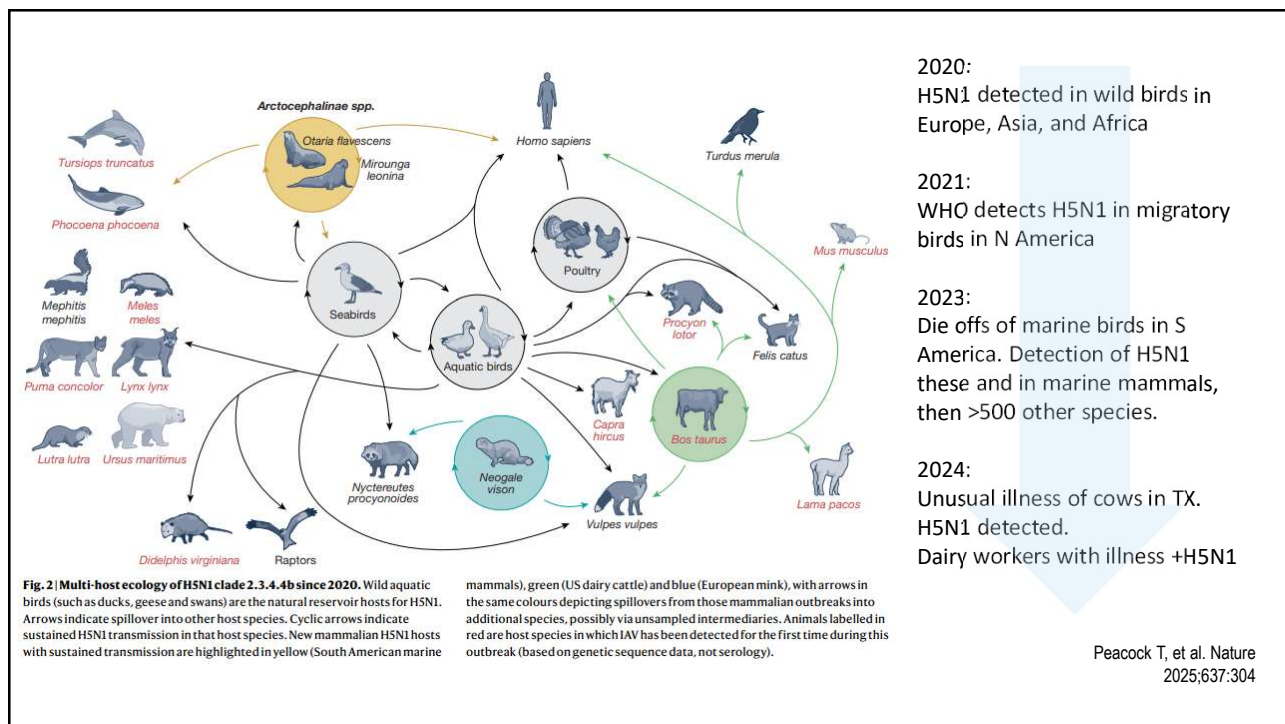 Arctocephalinae spp.
Otaria flavescens
Mirounga
leonina
Homo sapiens
Turdus merula
Tursiops truncatus
Phocoena phocoena
Mus musculus
Poultry
Seabirds
Mephitis
mephitis
Meles
meles
Procyon
lotor
Felis catus
Aquatic birds
Puma concolor
Lynx lynx
Capra
hircus
Bos taurus
Lutra lutra
Ursus maritimus
Nyctereutes
procyonoides
Neogale
vison
Vulpes vulpes
Lama pacos
Didelphis virginiana
Raptors
Fig. 2 | Multi-host ecology of H5N1 clade 2.3.4.4b since 2020. Wild aquatic
birds (such as ducks, geese and swans) are the natural reservoir hosts for H5N1.
Arrows indicate spillover into other host species. Cyclic arrows indicate
sustained H5N1 transmission in that host species. New mammalian H5N1 hosts
with sustained transmission are highlighted in yellow (South American marine
mammals), green (US dairy cattle) and blue (European mink), with arrows in
the same colours depicting spillovers from those mammalian outbreaks into
additional species, possibly via unsampled intermediaries. Animals labelled in
red are host species in which IAV has been detected for the first time during this
outbreak (based on genetic sequence data, not serology).
2020:
H5N1 detected in wild birds in
Europe, Asia, and Africa
2021:
WHO detects H5N1 in migratory
birds in N America
2023:
Die offs of marine birds in S
America. Detection of H5N1
these and in marine mammals,
then >500 other species.
2024:
Unusual illness of cows in TX.
H5N1 detected.
Dairy workers with illness +H5N1
Peacock T, et al. Nature
2025;637:304